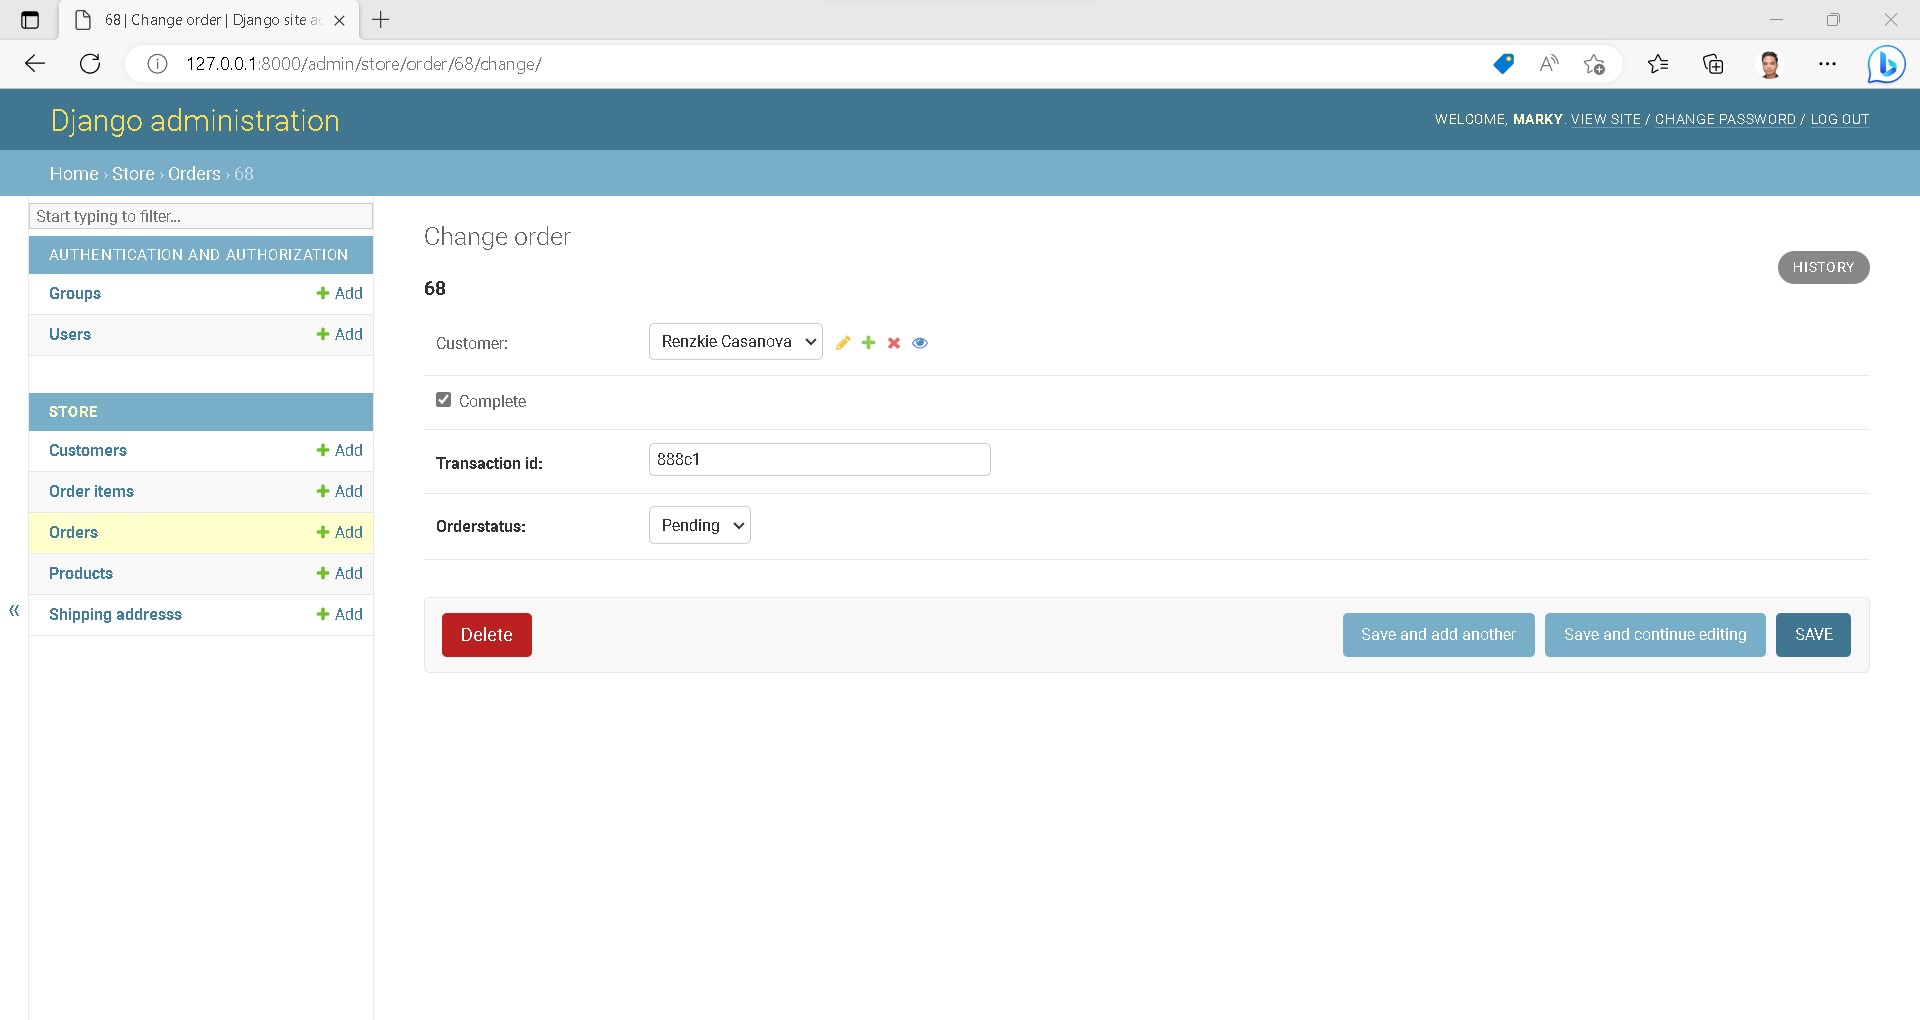 68 | Change order | Django site a
127.0.0.1:8000/admin/store/order/68/change/
Django administration
WELCOME, MARKY. VIEW SITE / CHANGE PASSWORD / LOG OUT
Home › Store › Orders › 68
Start typing to filter...
AUTHENTICATION AND AUTHORIZATION
Groups + Add
Users + Add
STORE
Customers + Add
Order items + Add
Orders + Add
Products + Add
Shipping addresss + Add
«
Change order
HISTORY
68
Customer: Renzkie Casanova
Complete
Transaction id: 888c1
Orderstatus: Pending
Delete
Save and add another
Save and continue editing
SAVE